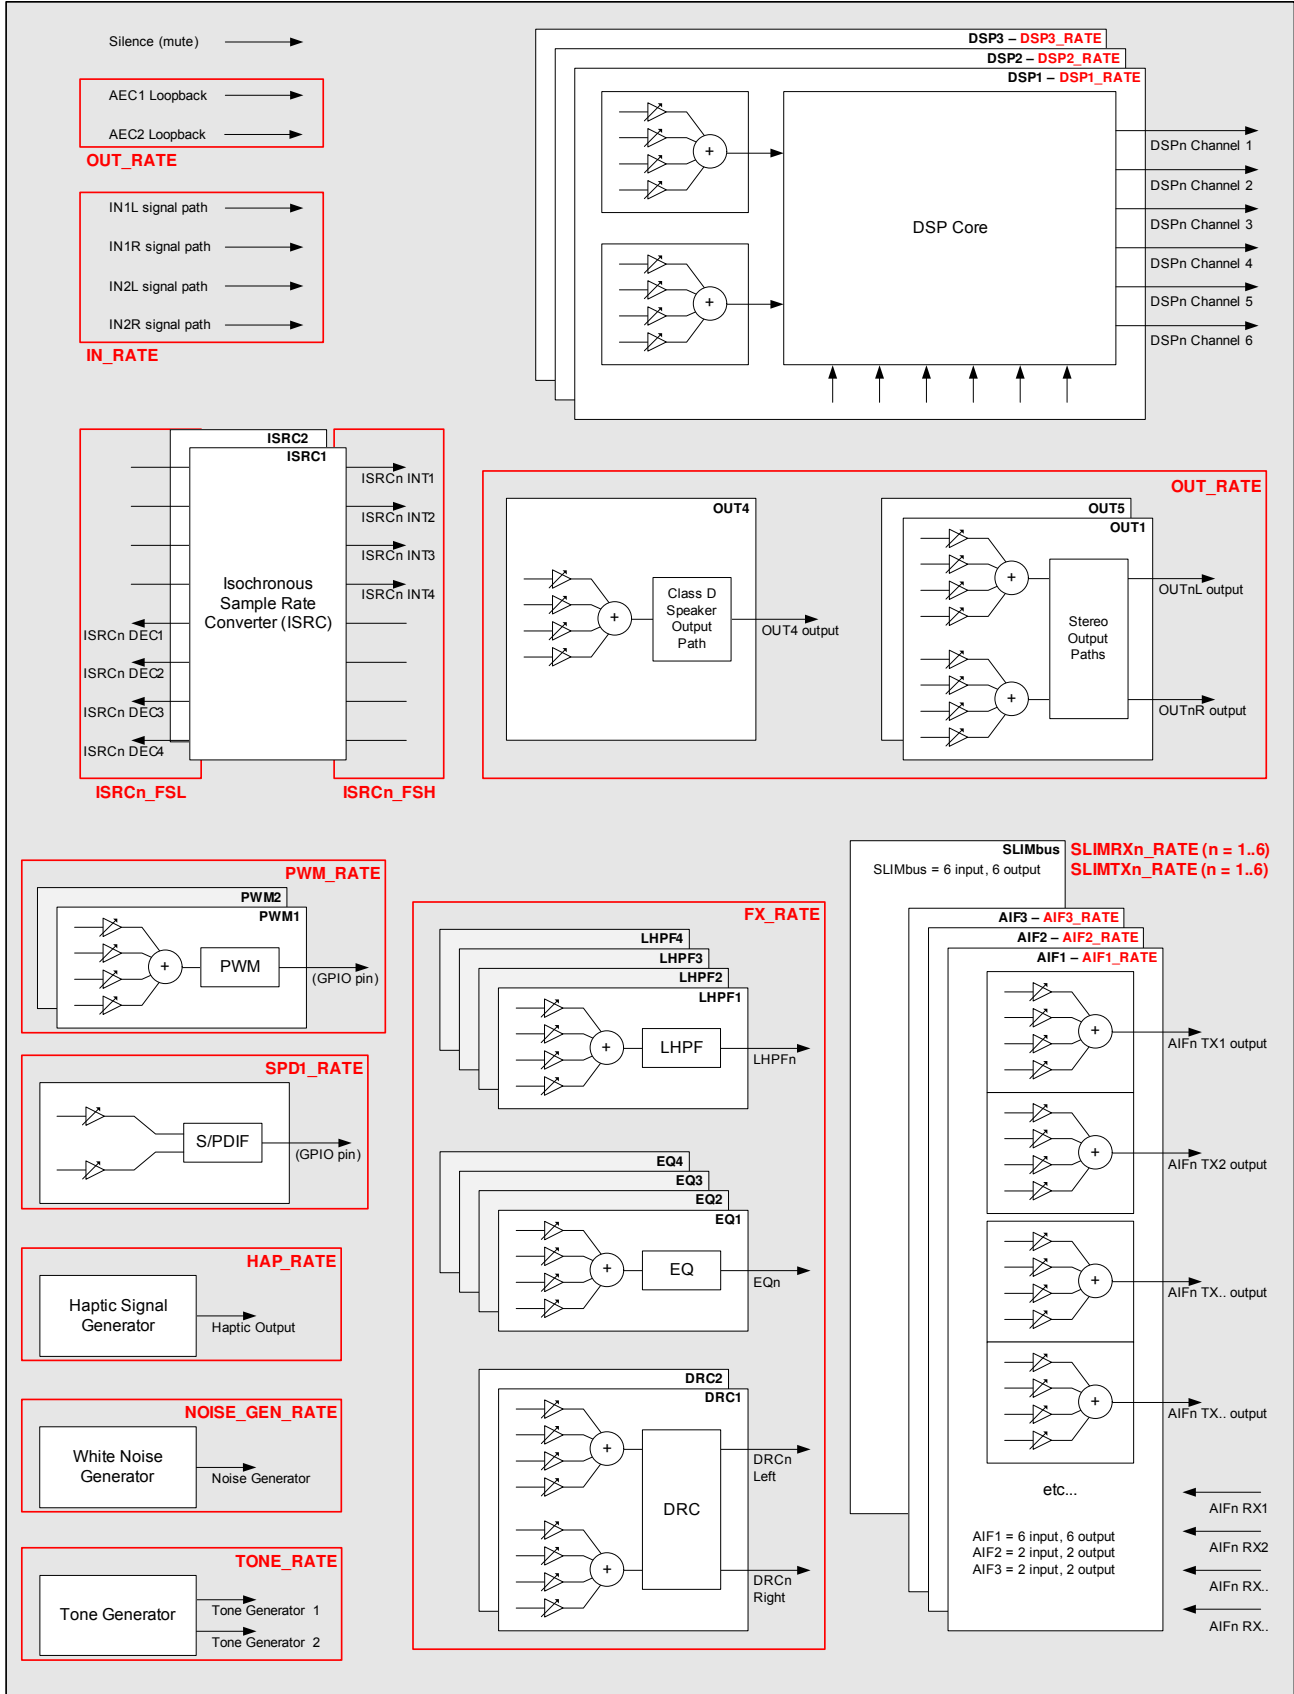 Silence (mute)
AEC1 Loopback
AEC2 Loopback
OUT_RATE
IN1L signal path
IN1R signal path
IN2L signal path
IN2R signal path
IN_RATE
DSP3 – DSP3_RATE
DSP2 – DSP2_RATE
DSP1 – DSP1_RATE
+
+
DSP Core
DSPn Channel 1
DSPn Channel 2
DSPn Channel 3
DSPn Channel 4
DSPn Channel 5
DSPn Channel 6
ISRC2
ISRC1
Isochronous
Sample Rate
Converter (ISRC)
ISRCn INT1
ISRCn INT2
ISRCn INT3
ISRCn INT4
ISRCn DEC1
ISRCn DEC2
ISRCn DEC3
ISRCn DEC4
ISRCn_FSL
ISRCn_FSH
OUT_RATE
OUT4
+
Class D
Speaker
Output
Path
OUT4 output
OUT5
OUT1
+
+
Stereo
Output
Paths
OUTnL output
OUTnR output
PWM_RATE
PWM2
PWM1
+
PWM
(GPIO pin)
SPD1_RATE
S/PDIF
(GPIO pin)
HAP_RATE
Haptic Signal
Generator
Haptic Output
NOISE_GEN_RATE
White Noise
Generator
Noise Generator
TONE_RATE
Tone Generator
Tone Generator 1
Tone Generator 2
FX_RATE
LHPF4
LHPF3
LHPF2
LHPF1
+
LHPF
LHPFn
EQ4
EQ3
EQ2
EQ1
+
EQ
EQn
DRC2
DRC1
+
+
DRC
DRCn
Left
DRCn
Right
SLIMbus
SLIMbus = 6 input, 6 output
SLIMRXn_RATE (n = 1..6)
SLIMTXn_RATE (n = 1..6)
AIF3 – AIF3_RATE
AIF2 – AIF2_RATE
AIF1 – AIF1_RATE
+
AIFn TX1 output
+
AIFn TX2 output
+
AIFn TX.. output
+
AIFn TX.. output
etc...
AIF1 = 6 input, 6 output
AIF2 = 2 input, 2 output
AIF3 = 2 input, 2 output
AIFn RX1
AIFn RX2
AIFn RX..
AIFn RX..